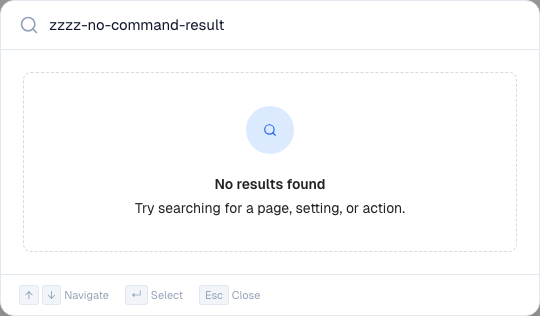 zzzz-no-command-result
No results found
Try searching for a page, setting, or action.
↑ ↓ Navigate ↵ Select Esc Close